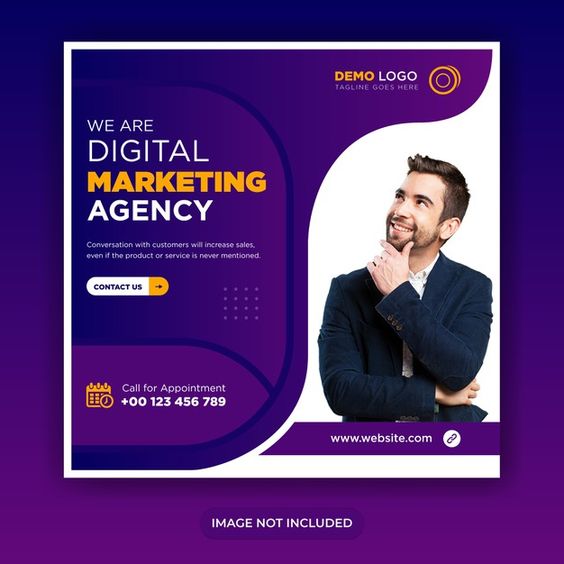 DEMO LOGO
TAGLINE GOES HERE
WE ARE
DIGITAL
MARKETING
AGENCY
Conversation with customers will increase sales,
even if the product or service is never mentioned.
CONTACT US
Call for Appointment
+00 123 456 789
www.website.com
IMAGE NOT INCLUDED